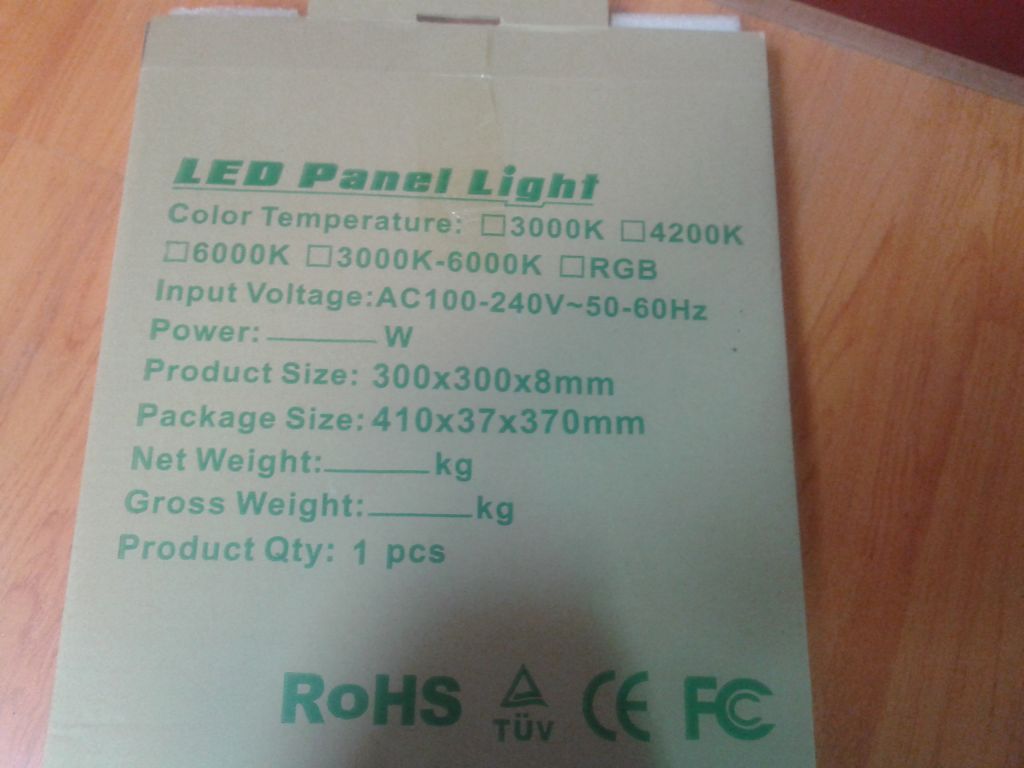 LED Panel Light
Color Temperature: □3000K □4200K
□6000K □3000K-6000K □RGB
Input Voltage:AC100-240V~50-60Hz
Power:______ W
Product Size: 300x300x8mm
Package Size:410x37x370mm
Net Weight:______kg
Gross Weight:______kg
Product Qty: 1 pcs
RoHS TÜV CE FC